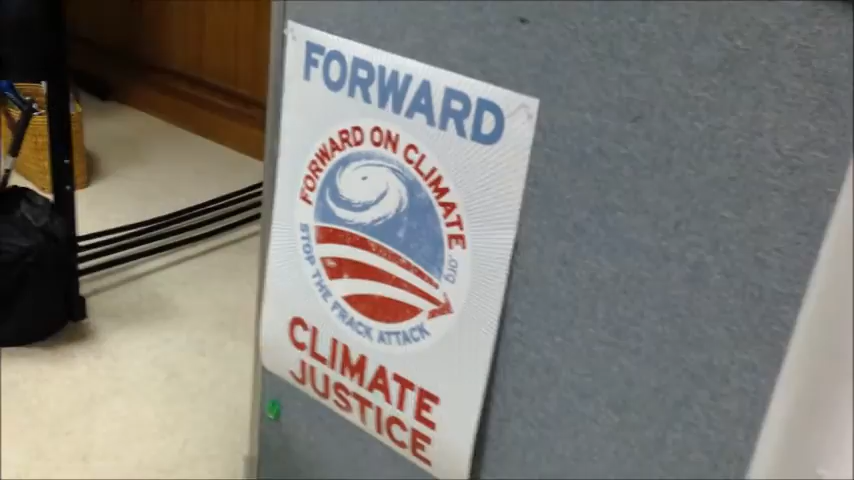 FORWARD
FORWARD ON CLIMATE.ORG
STOP THE FRACK ATTACK
CLIMATE
JUSTICE